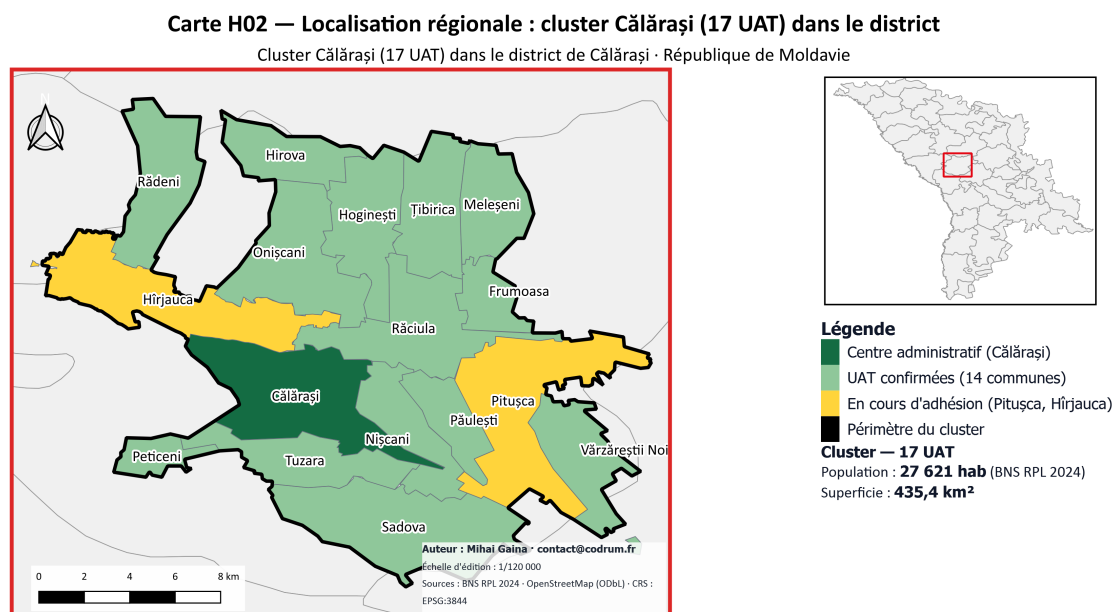 Carte H02 — Localisation régionale : cluster Călărași (17 UAT) dans le district
Cluster Călărași (17 UAT) dans le district de Călărași · République de Moldavie
N
Hirova
Rădeni
Hoginești
Țibirica
Meleșeni
Onișcani
Frumoasa
Hîrjauca
Răciula
Călărași
Pitușca
Păulești
Nișcani
Vărzăreștii Noi
Peticeni
Tuzara
Sadova
Auteur : Mihai Gaina · contact@codrum.fr
Échelle d'édition : 1/120 000
Sources : BNS RPL 2024 · OpenStreetMap (ODbL) · CRS :
EPSG:3844
0 2 4 6 8 km
Légende
Centre administratif (Călărași)
UAT confirmées (14 communes)
En cours d'adhésion (Pitușca, Hîrjauca)
Périmètre du cluster
Cluster — 17 UAT
Population : 27 621 hab (BNS RPL 2024)
Superficie : 435,4 km²